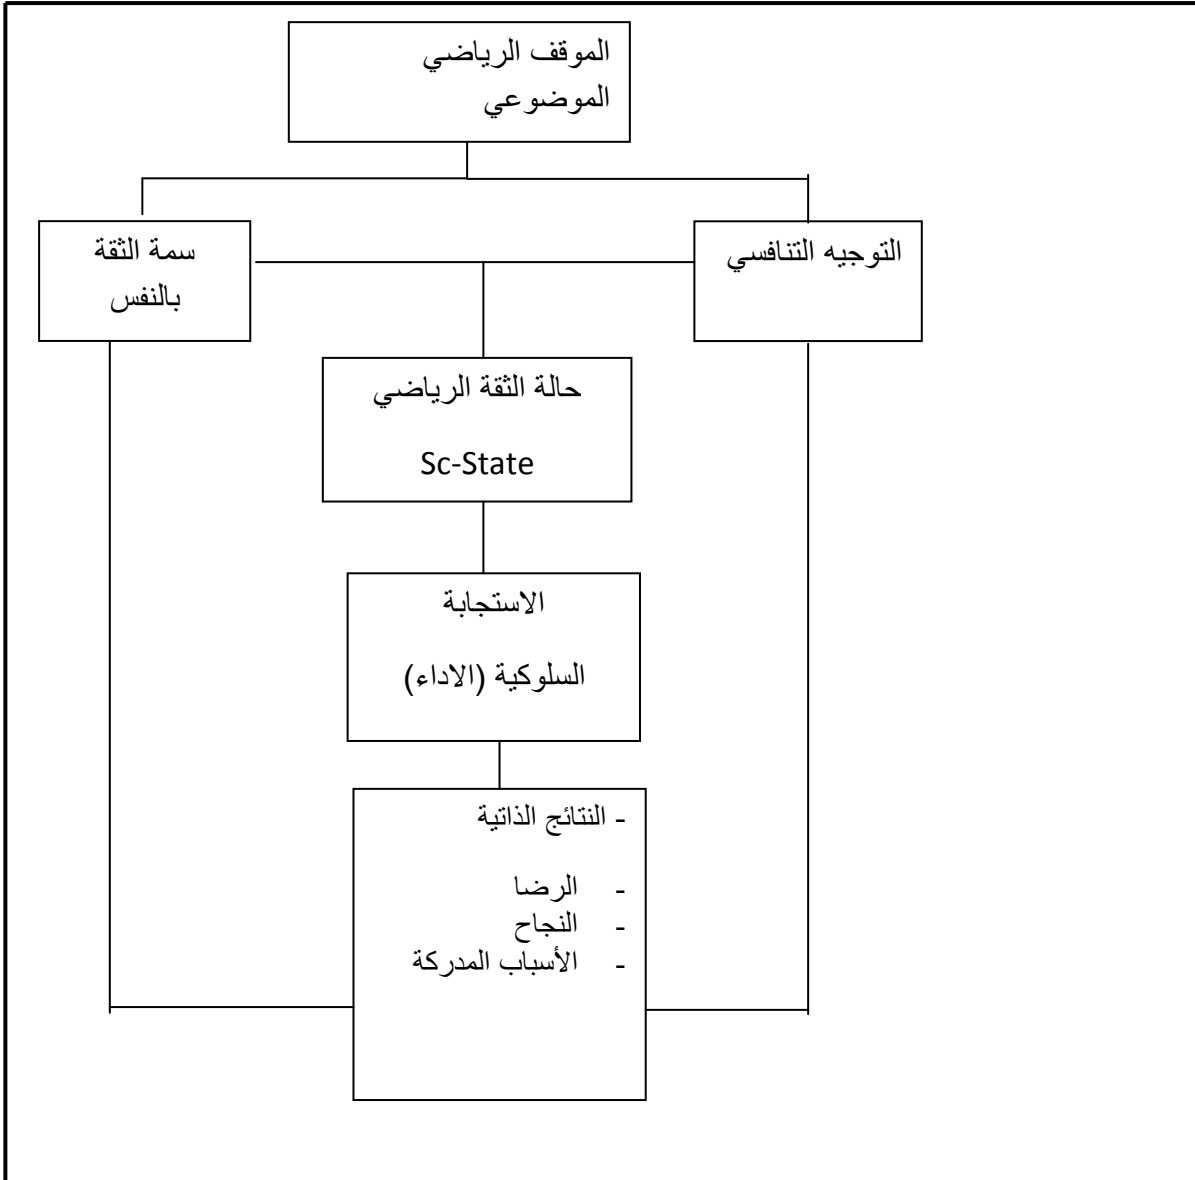 الموقف الرياضي
الموضوعي
التوجيه التنافسي
سمة الثقة
بالنفس
حالة الثقة الرياضي
Sc-State
الاستجابة
السلوكية (الاداء)
- النتائج الذاتية
- الرضا
- النجاح
- الأسباب المدركة